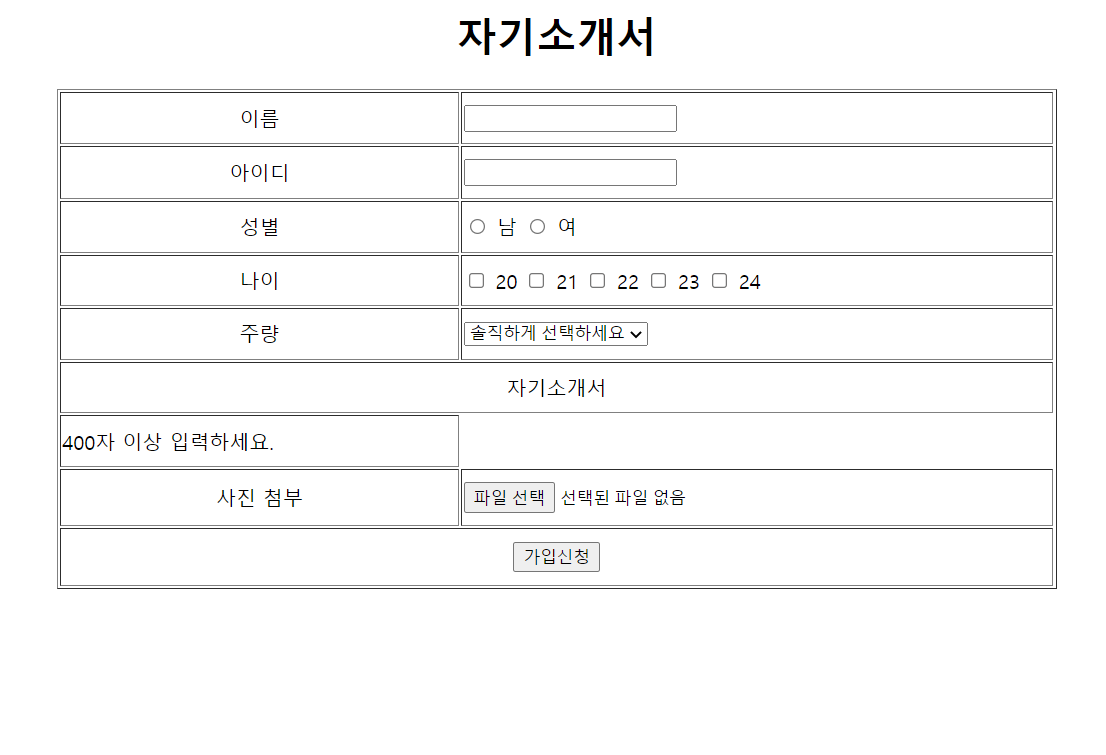 자기소개서
이름
아이디
성별 남 여
나이 20 21 22 23 24
주량 솔직하게 선택하세요
자기소개서
400자 이상 입력하세요.
사진 첨부 파일 선택 선택된 파일 없음
가입신청